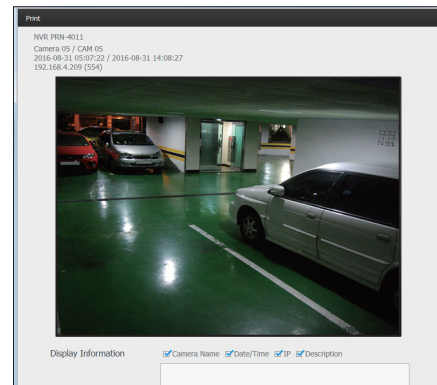 Print
NVR PRN-4011
Camera 05 / CAM 05
2016-08-31 05:07:22 / 2016-08-31 14:08:27
192.168.4.209 (554)
Display Information
Camera Name Date/Time IP Description